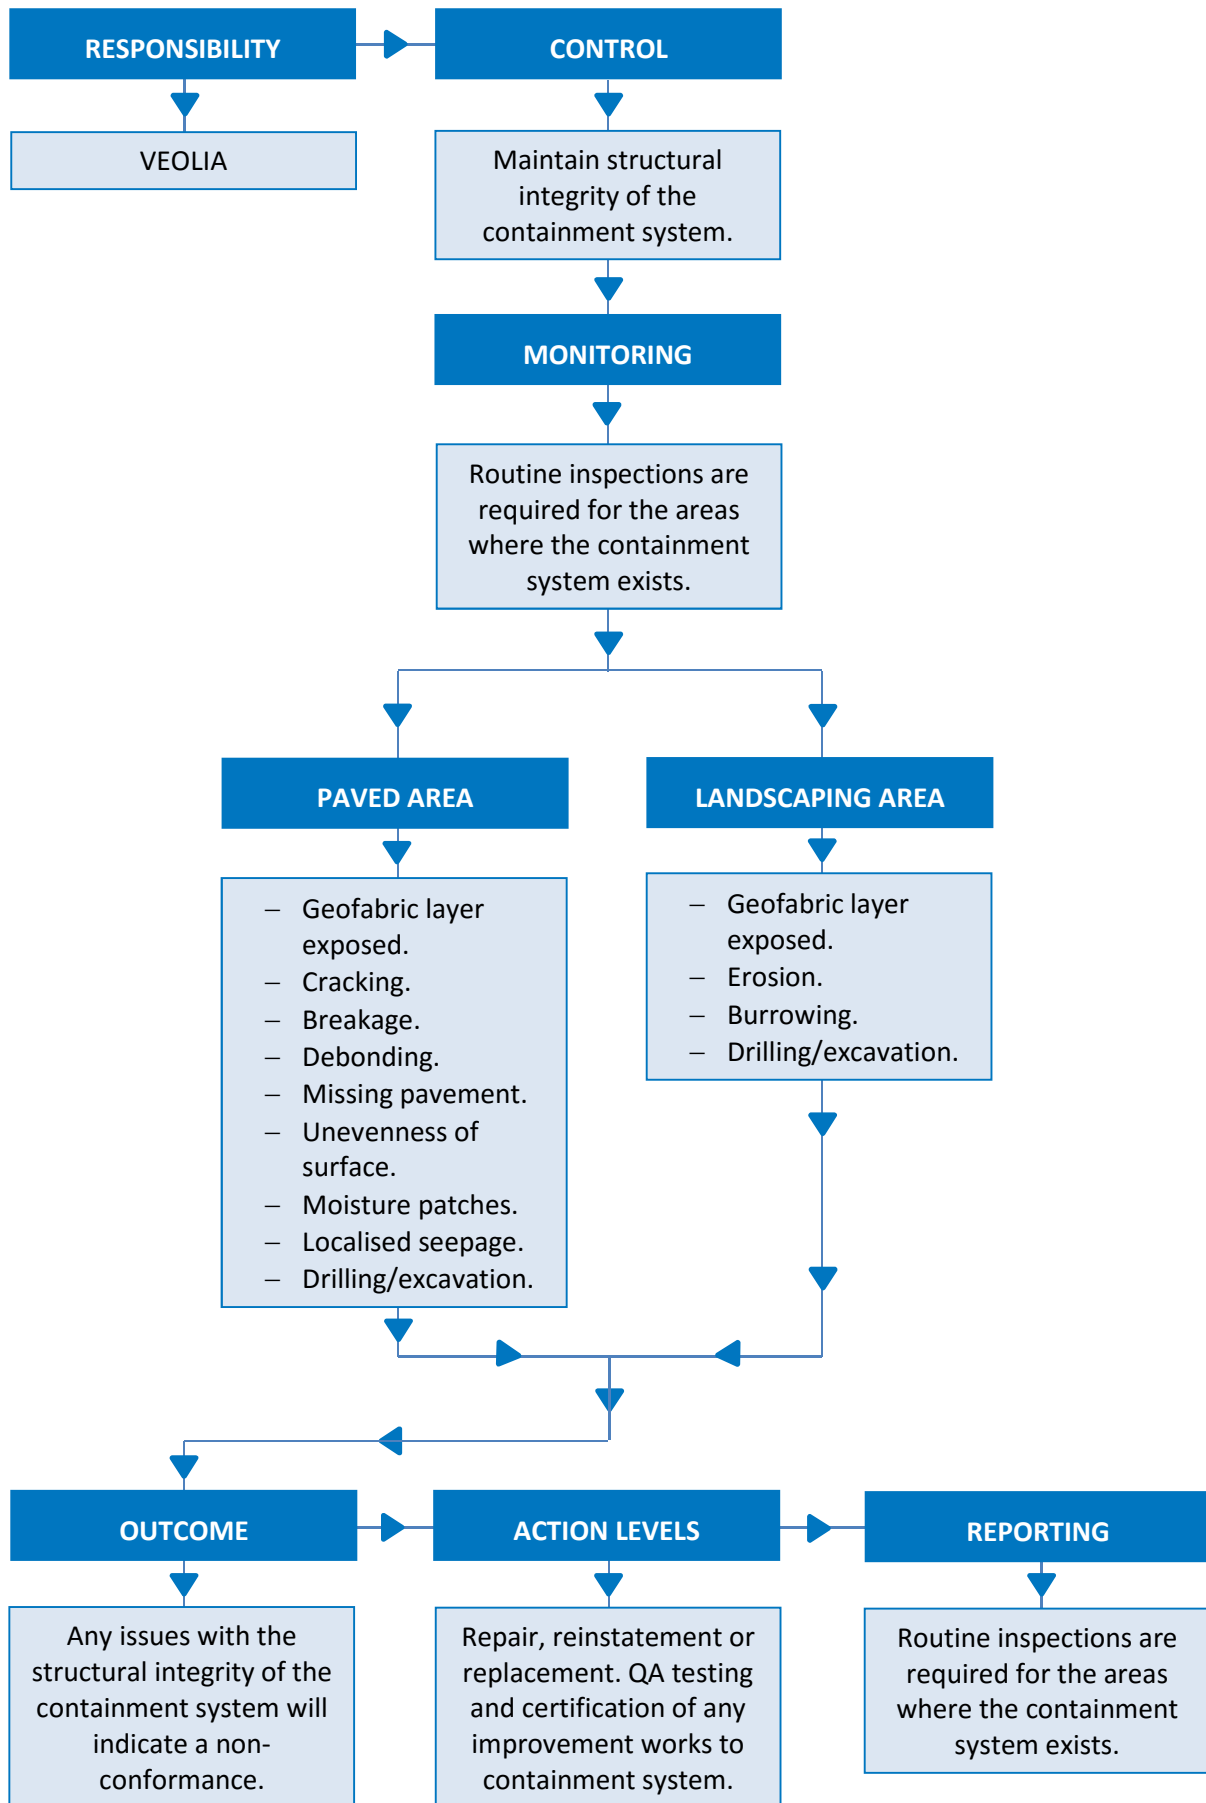 RESPONSIBILITY
CONTROL
VEOLIA
Maintain structural
integrity of the
containment system.
MONITORING
Routine inspections are
required for the areas
where the containment
system exists.
PAVED AREA
LANDSCAPING AREA
– Geofabric layer
exposed.
– Cracking.
– Breakage.
– Debonding.
– Missing pavement.
– Unevenness of
surface.
– Moisture patches.
– Localised seepage.
– Drilling/excavation.
– Geofabric layer
exposed.
– Erosion.
– Burrowing.
– Drilling/excavation.
OUTCOME
ACTION LEVELS
REPORTING
Any issues with the
structural integrity of the
containment system will
indicate a non-
conformance.
Repair, reinstatement or
replacement. QA testing
and certification of any
improvement works to
containment system.
Routine inspections are
required for the areas
where the containment
system exists.